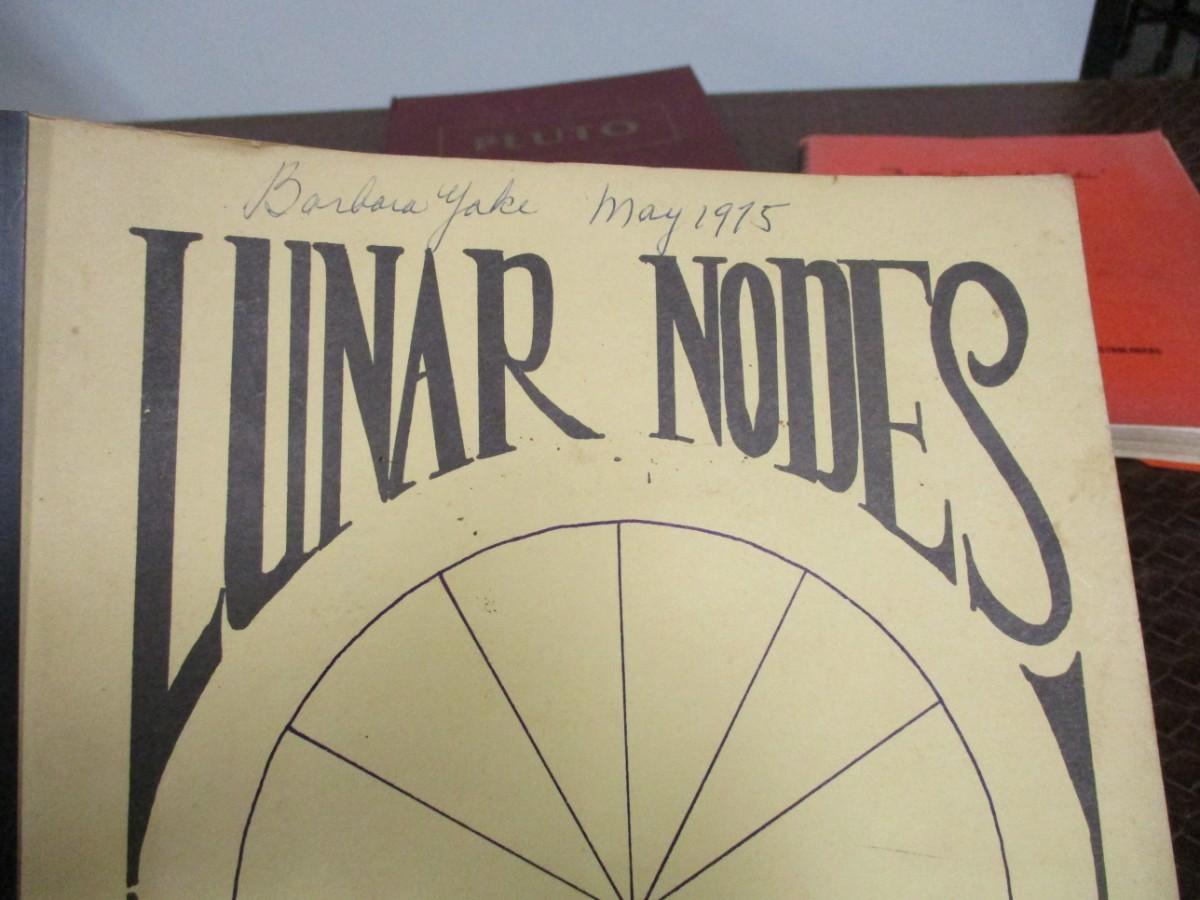 PLUTO
Barbara Yake May 1975
LUNAR NODES